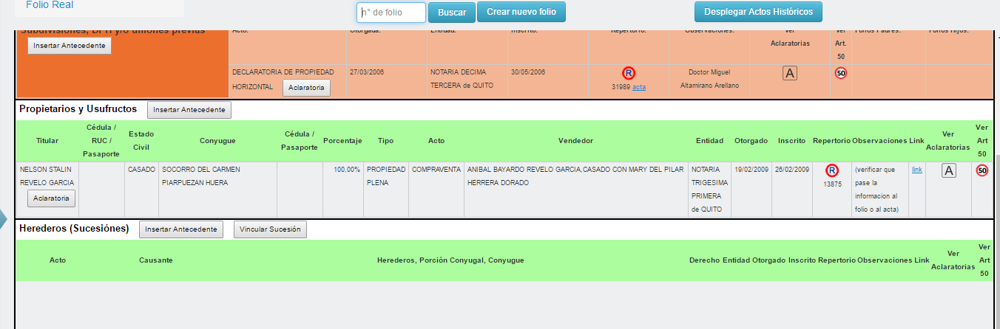 Folio Real
n° de folio Buscar Crear nuevo folio Desplegar Actos Históricos
Subdivisiones, DPH y/o uniones previas
Insertar Antecedente
Acto: Otorgada: Entidad: Inscrito: Repertorio: Observaciones: Ver Aclaratorias Ver Art. 50 Folios Padres: Folios Hijos:
DECLARATORIA DE PROPIEDAD 27/03/2006 NOTARIA DECIMA 30/05/2006 R Doctor Miguel A 50
HORIZONTAL Aclaratoria TERCERA de QUITO 31989 acta Altamirano Arellano
Propietarios y Usufructos Insertar Antecedente
Titular Cédula / RUC / Pasaporte Estado Civil Conyugue Cédula / Pasaporte Porcentaje Tipo Acto Vendedor Entidad Otorgado Inscrito Repertorio Observaciones Link Ver Aclaratorias Ver Art 50
NELSON STALIN CASADO SOCORRO DEL CARMEN 100,00% PROPIEDAD COMPRAVENTA ANIBAL BAYARDO REVELO GARCIA,CASADO CON MARY DEL PILAR NOTARIA 19/02/2009 26/02/2009 R (verificar que link A 50
REVELO GARCIA PIARPUEZAN HUERA PLENA HERRERA DORADO TRIGESIMA 13875 pase la
Aclaratoria PRIMERA informacion al
de QUITO folio o al acta)
Herederos (Sucesiónes) Insertar Antecedente Vincular Sucesión
Acto Causante Herederos, Porción Conyugal, Conyugue Derecho Entidad Otorgado Inscrito Repertorio Observaciones Link Ver Aclaratorias Ver Art 50